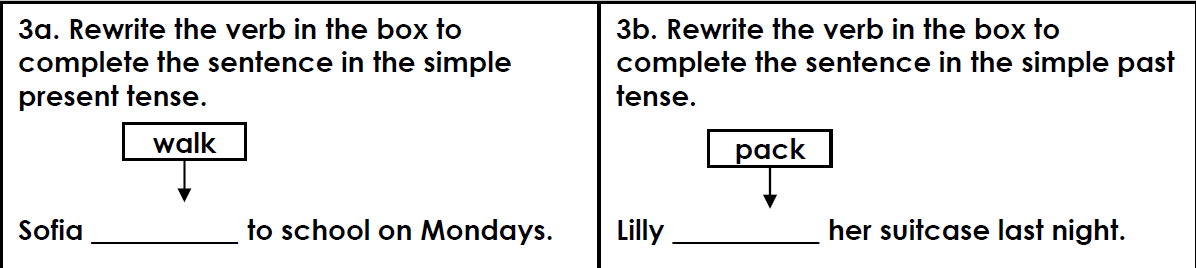 3a. Rewrite the verb in the box to
complete the sentence in the simple
present tense.
walk
Sofia __________ to school on Mondays.
3b. Rewrite the verb in the box to
complete the sentence in the simple past
tense.
pack
Lilly __________ her suitcase last night.